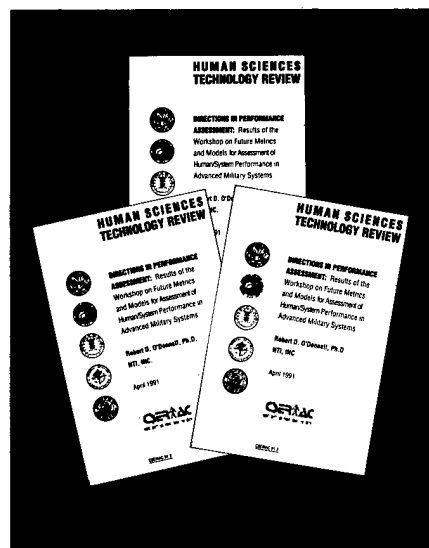 HUMAN SCIENCES
TECHNOLOGY REVIEW
DIRECTIONS IN PERFORMANCE
ASSESSMENT: Results of the
Workshop on Future Metrics
and Models for Assessment of
Human/System Performance in
Advanced Military Systems
HUMAN SCIENCES
TECHNOLOGY REVIEW
DIRECTIONS IN PERFORMANCE
ASSESSMENT: Results of the
Workshop on Future Metrics
and Models for Assessment of
Human/System Performance in
Advanced Military Systems
Robert D. O'Donnell, Ph.D.
NTI, INC.
April 1991
HUMAN SCIENCES
TECHNOLOGY REVIEW
DIRECTIONS IN PERFORMANCE
ASSESSMENT: Results of the
Workshop on Future Metrics
and Models for Assessment of
Human/System Performance in
Advanced Military Systems
Robert D. O'Donnell, Ph.D
NTI, INC
April 1991